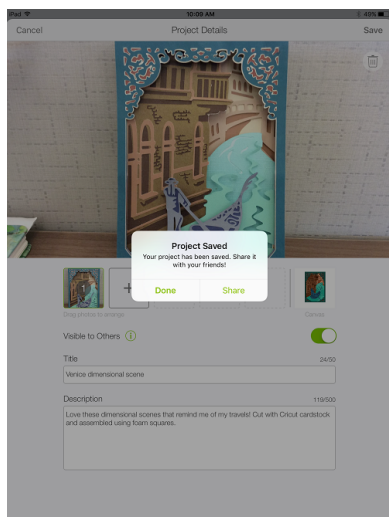 iPad
10:09 AM
49%
Cancel
Project Details
Save
Project Saved
Your project has been saved. Share it
with your friends!
Done
Share
Drag photos to arrange.
Canvas
Visible to Others
Title
24/50
Venice dimensional scene
Description
119/500
Love these dimensional scenes that remind me of my travels! Cut with Cricut cardstock
and assembled using foam squares.